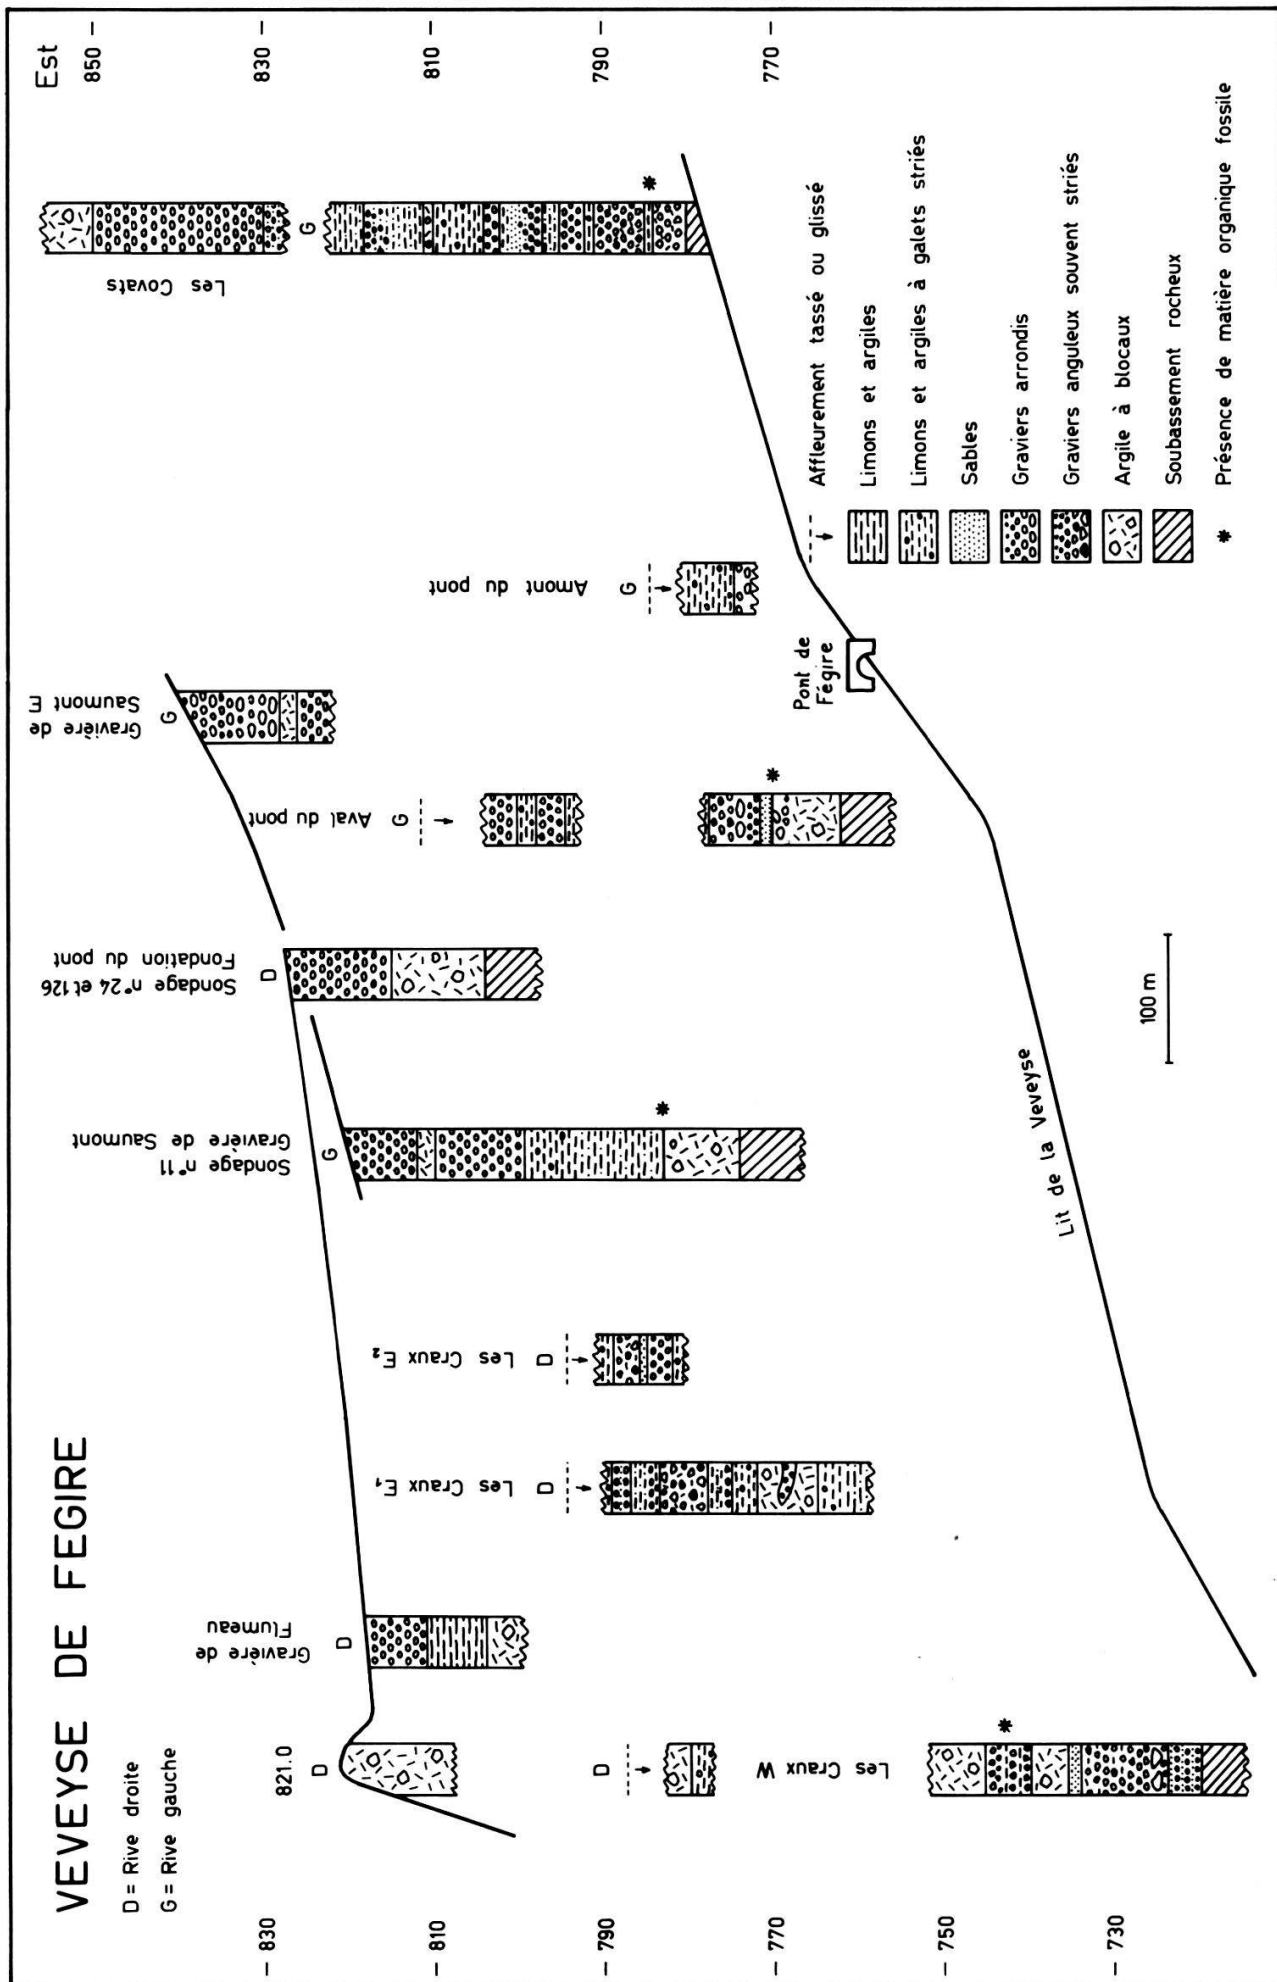 VEVEYSE DE FEGIRE
D = Rive droite
G = Rive gauche
Est
830
810
790
770
750
730
850
830
810
790
770
821.0
D
D
Les Craux W
*
Gravière de
Flumeau
D
Les Craux E₁
D
Les Craux E₂
D
Sondage n°11
Gravière de Saumont
G
*
Sondage n°24 et 126
Fondation du pont
D
Aval du pont
G
*
Gravière de
Saumont E
G
Amont du pont
G
Les Covats
G
*
Pont de
Fégire
Lit de la Veveyse
100 m
Affleurement tassé ou glissé
Limons et argiles
Limons et argiles à galets striés
Sables
Graviers arrondis
Graviers anguleux souvent striés
Argile à blocaux
Soubassement rocheux
* Présence de matière organique fossile